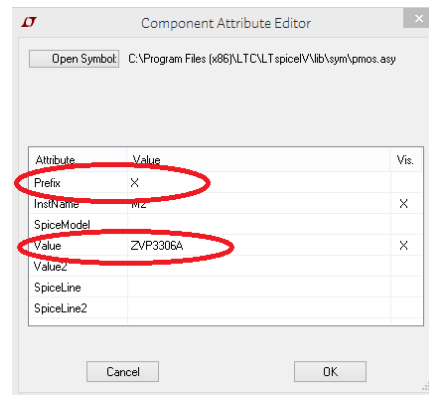 Component Attribute Editor
Open Symbol: C:\Program Files (x86)\LTC\LTspiceIV\lib\sym\pmos.asy
Attribute Value Vis.
Prefix X
InstName M2 X
SpiceModel
Value ZVP3306A X
Value2
SpiceLine
SpiceLine2
Cancel OK